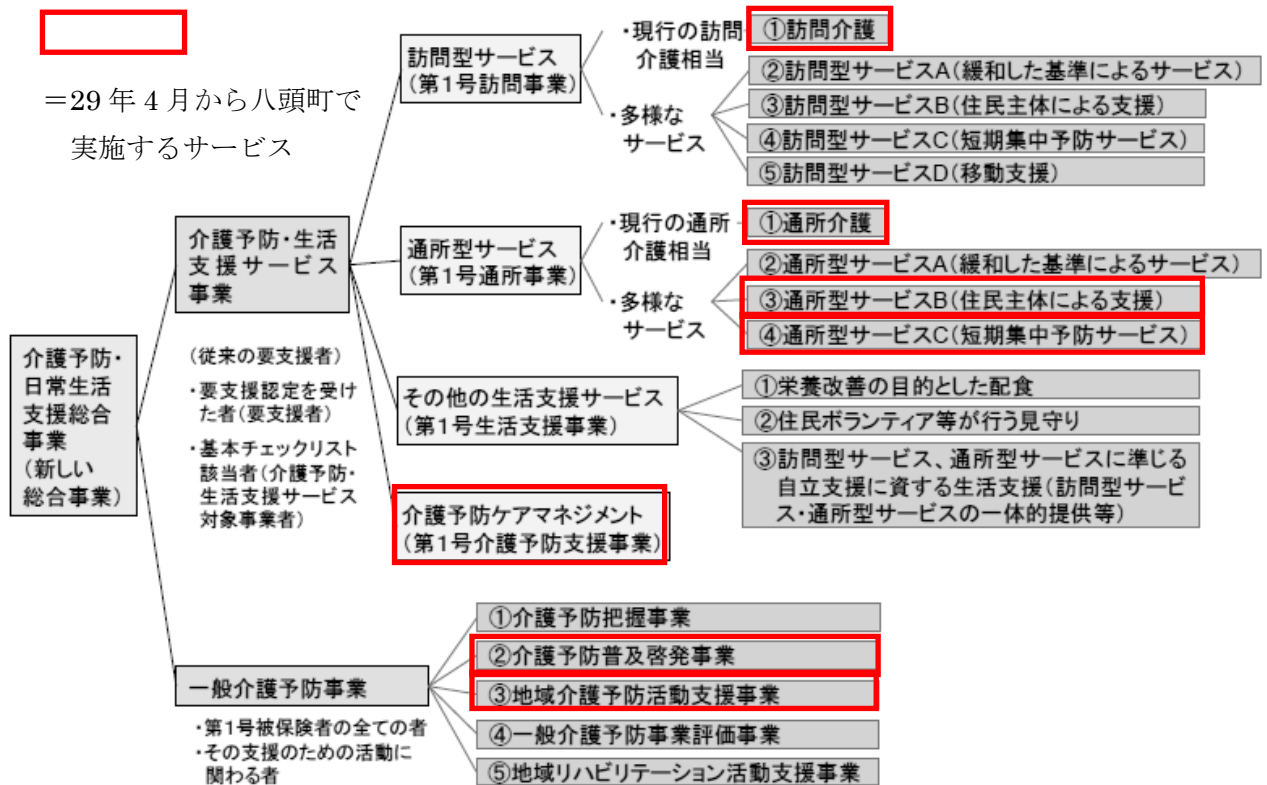 =29年4月から八頭町で
実施するサービス
介護予防・
日常生活
支援総合
事業
(新しい
総合事業)
介護予防・生活
支援サービス
事業
(従来の要支援者)
・要支援認定を受け
た者(要支援者)
・基本チェックリスト
該当者(介護予防・
生活支援サービス
対象事業者)
訪問型サービス
(第1号訪問事業)
・現行の訪問
介護相当
①訪問介護
・多様な
サービス
②訪問型サービスA(緩和した基準によるサービス)
③訪問型サービスB(住民主体による支援)
④訪問型サービスC(短期集中予防サービス)
⑤訪問型サービスD(移動支援)
通所型サービス
(第1号通所事業)
・現行の通所
介護相当
①通所介護
・多様な
サービス
②通所型サービスA(緩和した基準によるサービス)
③通所型サービスB(住民主体による支援)
④通所型サービスC(短期集中予防サービス)
その他の生活支援サービス
(第1号生活支援事業)
①栄養改善の目的とした配食
②住民ボランティア等が行う見守り
③訪問型サービス、通所型サービスに準じる
自立支援に資する生活支援(訪問型サービ
ス・通所型サービスの一体的提供等)
介護予防ケアマネジメント
(第1号介護予防支援事業)
一般介護予防事業
・第1号被保険者の全ての者
・その支援のための活動に
関わる者
①介護予防把握事業
②介護予防普及啓発事業
③地域介護予防活動支援事業
④一般介護予防事業評価事業
⑤地域リハビリテーション活動支援事業